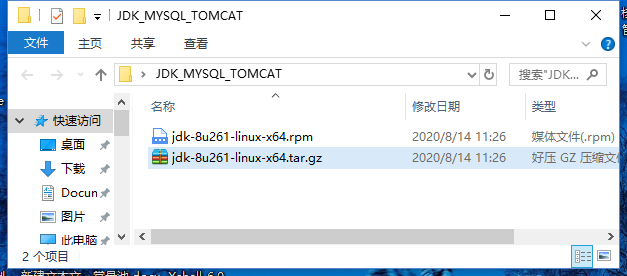 JDK_MYSQL_TOMCAT
文件 主页 共享 查看
JDK_MYSQL_TOMCAT 搜索"JDK...
名称 修改日期 类型
快速访问
桌面
下载
Docun
图片
此电脑
jdk-8u261-linux-x64.rpm 2020/8/14 11:26 媒体文件(.rpm)
jdk-8u261-linux-x64.tar.gz 2020/8/14 11:26 好压 GZ 压缩文件
2 个项目